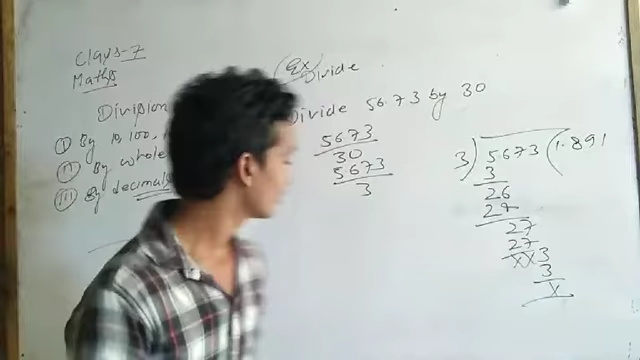 Class-7
Maths
(Ex)
Divide
Division
Divide 56.73 by 30
(I) By 10, 100,
(II) By whole
(III) By decimals
5673
30
5673
3
3) 5673 (1.891
3
26
24
27
27
XX3
3
X